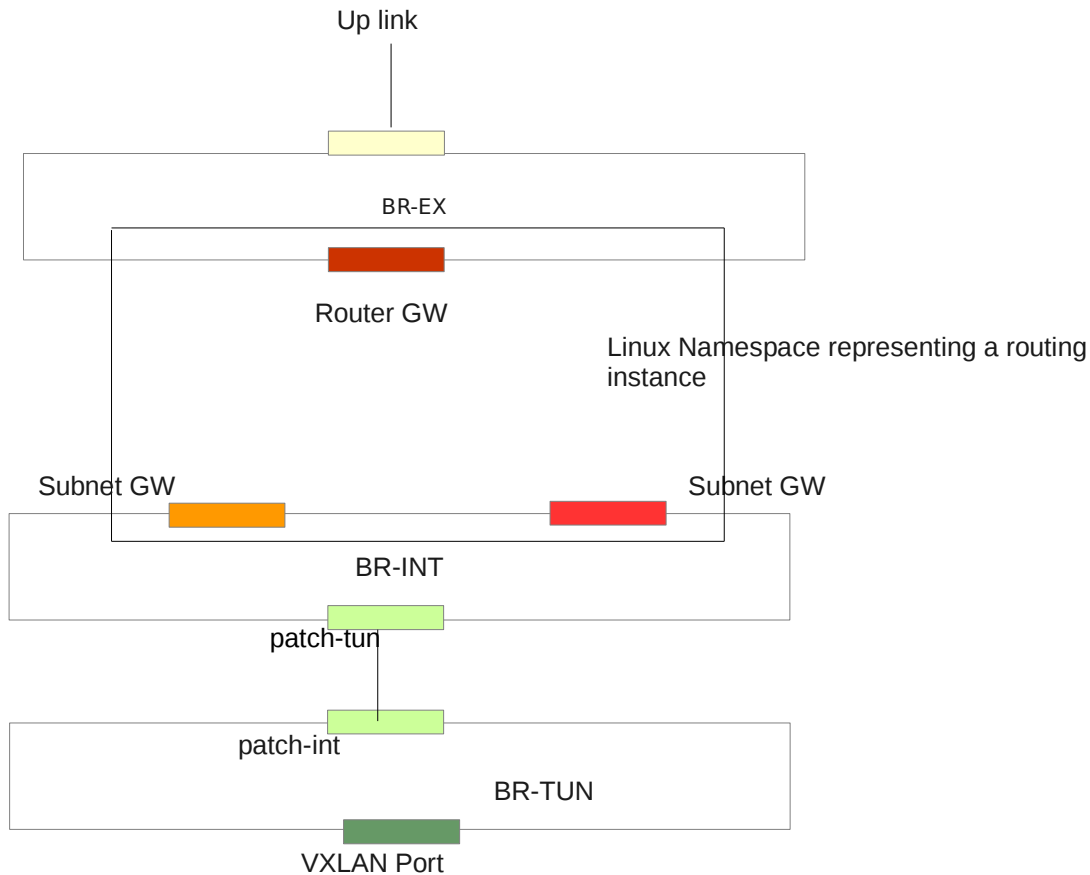 Up link
BR-EX
Router GW
Linux Namespace representing a routing
instance
Subnet GW
Subnet GW
BR-INT
patch-tun
patch-int
BR-TUN
VXLAN Port